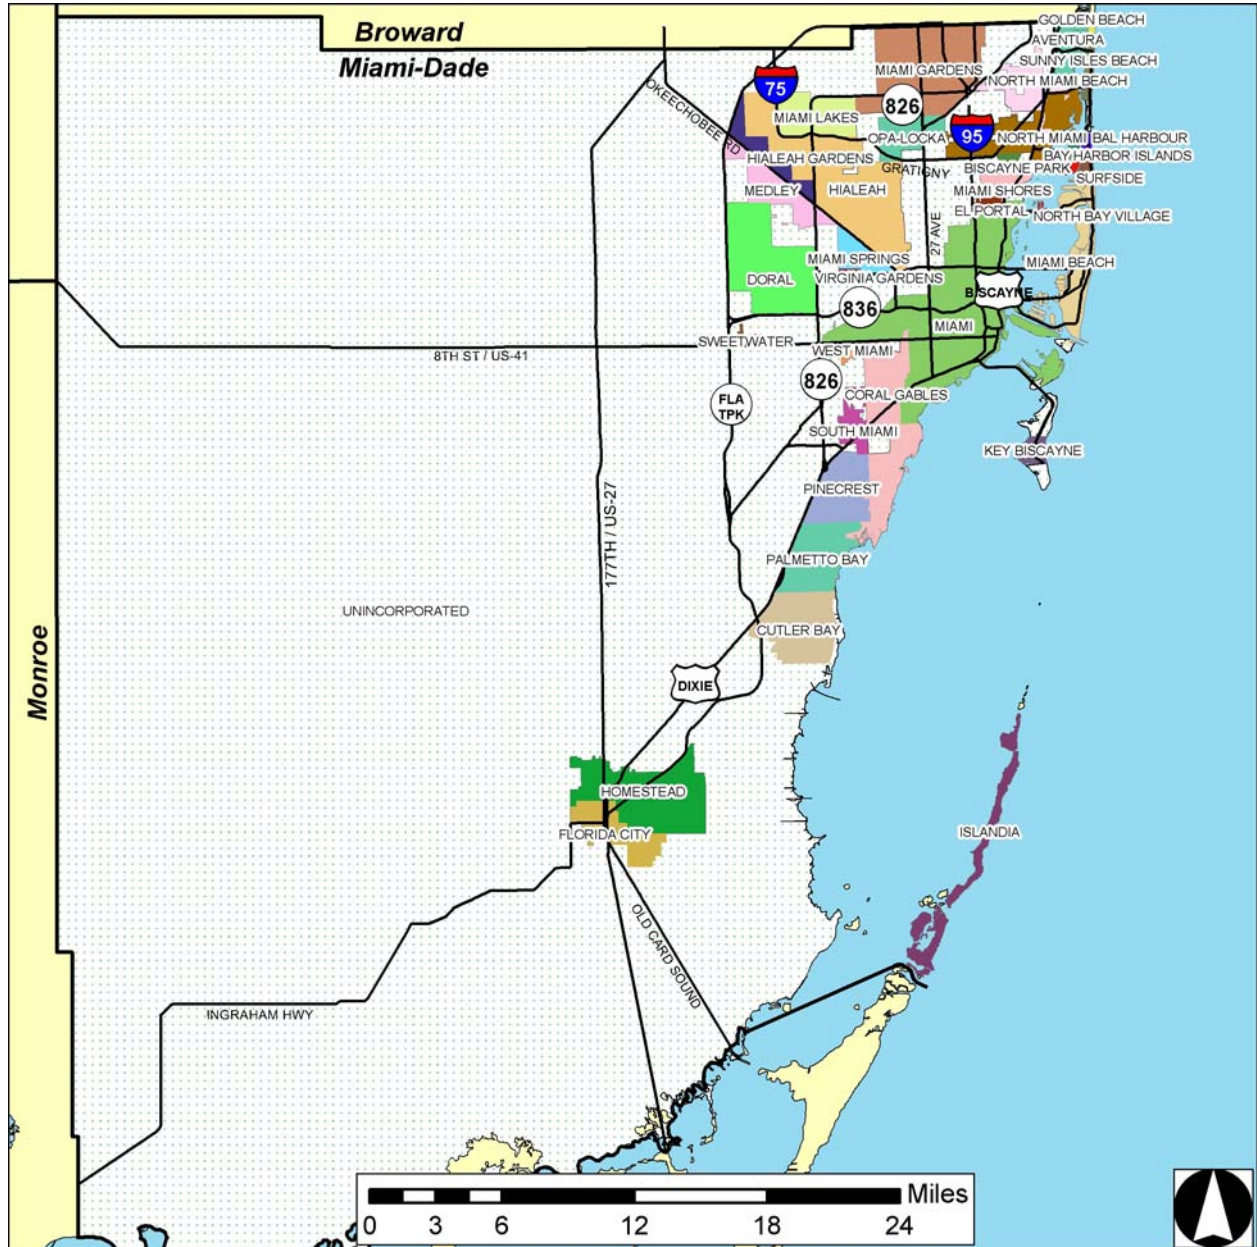 Broward
Miami-Dade
Monroe
GOLDEN BEACH
AVENTURA
SUNNY ISLES BEACH
MIAMI GARDENS
NORTH MIAMI BEACH
75
OKEECHOBEE RD
826
MIAMI LAKES
OPA-LOCKA
95
NORTH MIAMI
BAL HARBOUR
HIALEAH GARDENS
BAY HARBOR ISLANDS
GRATIGNY
BISCAYNE PARK
SURFSIDE
MEDLEY
HIALEAH
MIAMI SHORES
EL PORTAL
NORTH BAY VILLAGE
27 AVE
MIAMI SPRINGS
MIAMI BEACH
DORAL
VIRGINIA GARDENS
BISCAYNE
836
MIAMI
SWEETWATER
WEST MIAMI
8TH ST / US-41
826
FLA
TPK
CORAL GABLES
SOUTH MIAMI
KEY BISCAYNE
PINECREST
177TH / US-27
PALMETTO BAY
UNINCORPORATED
CUTLER BAY
DIXIE
HOMESTEAD
FLORIDA CITY
ISLANDIA
OLD CARD SOUND
INGRAHAM HWY
Miles
0 3 6 12 18 24